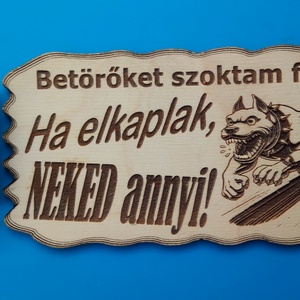 Betörőket szoktam f
Ha elkaplak,
NEKED annyi!